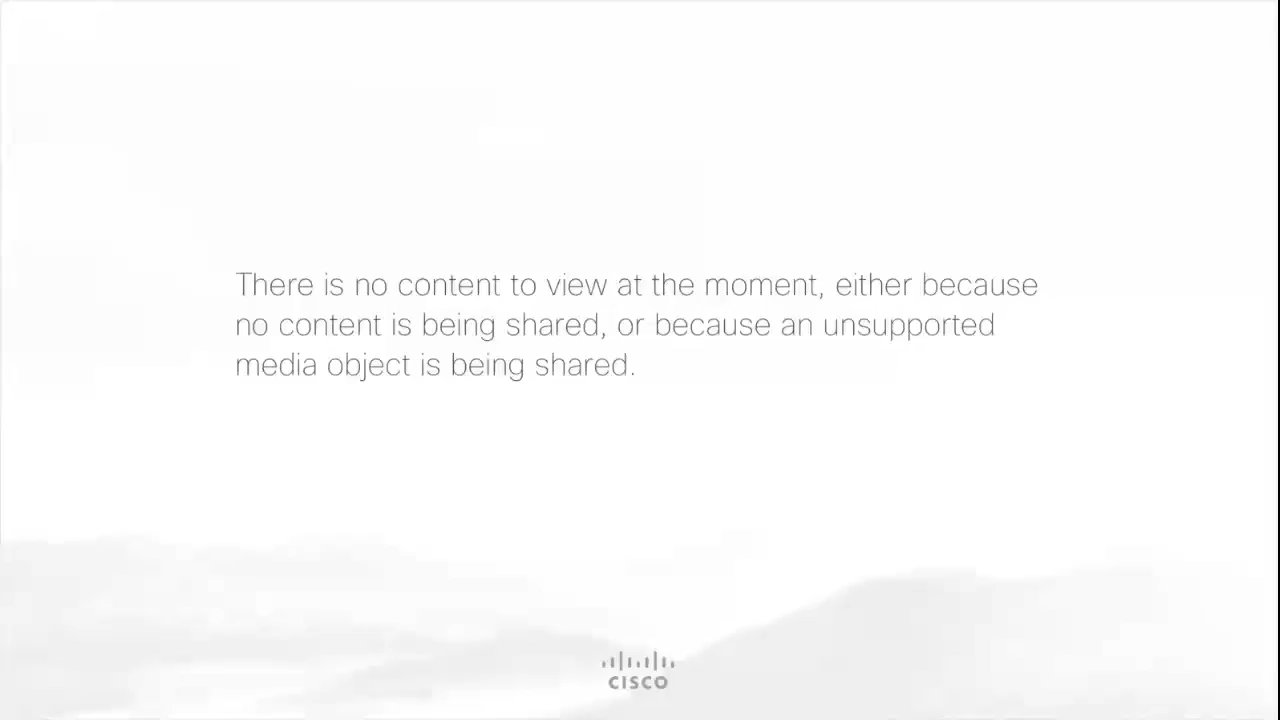 There is no content to view at the moment, either because
no content is being shared, or because an unsupported
media object is being shared.
CISCO